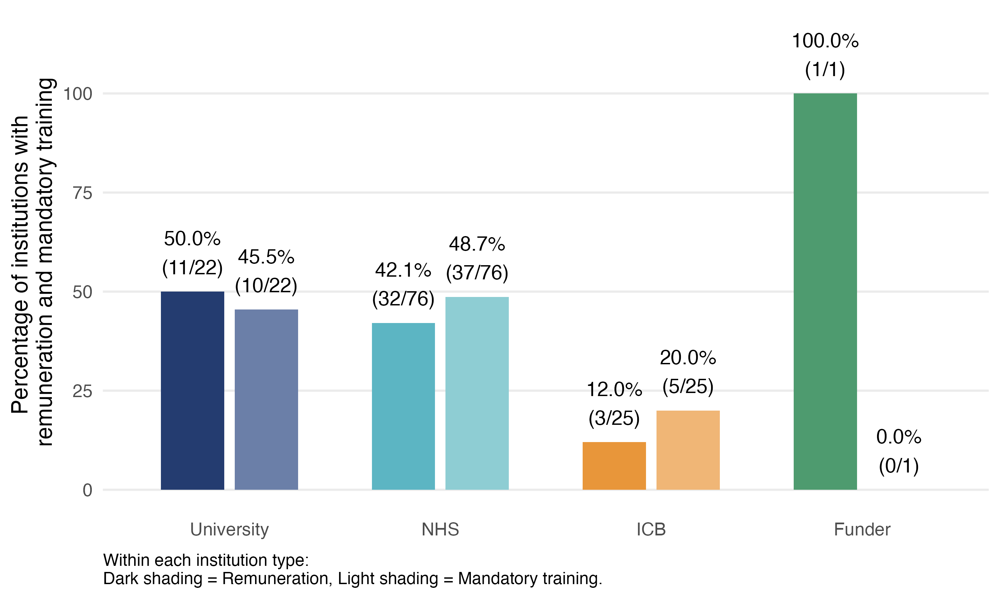 Percentage of institutions with
remuneration and mandatory training
100
75
50
25
0
50.0%
(11/22)
45.5%
(10/22)
42.1%
(32/76)
48.7%
(37/76)
12.0%
(3/25)
20.0%
(5/25)
100.0%
(1/1)
0.0%
(0/1)
University
NHS
ICB
Funder
Within each institution type:
Dark shading = Remuneration, Light shading = Mandatory training.